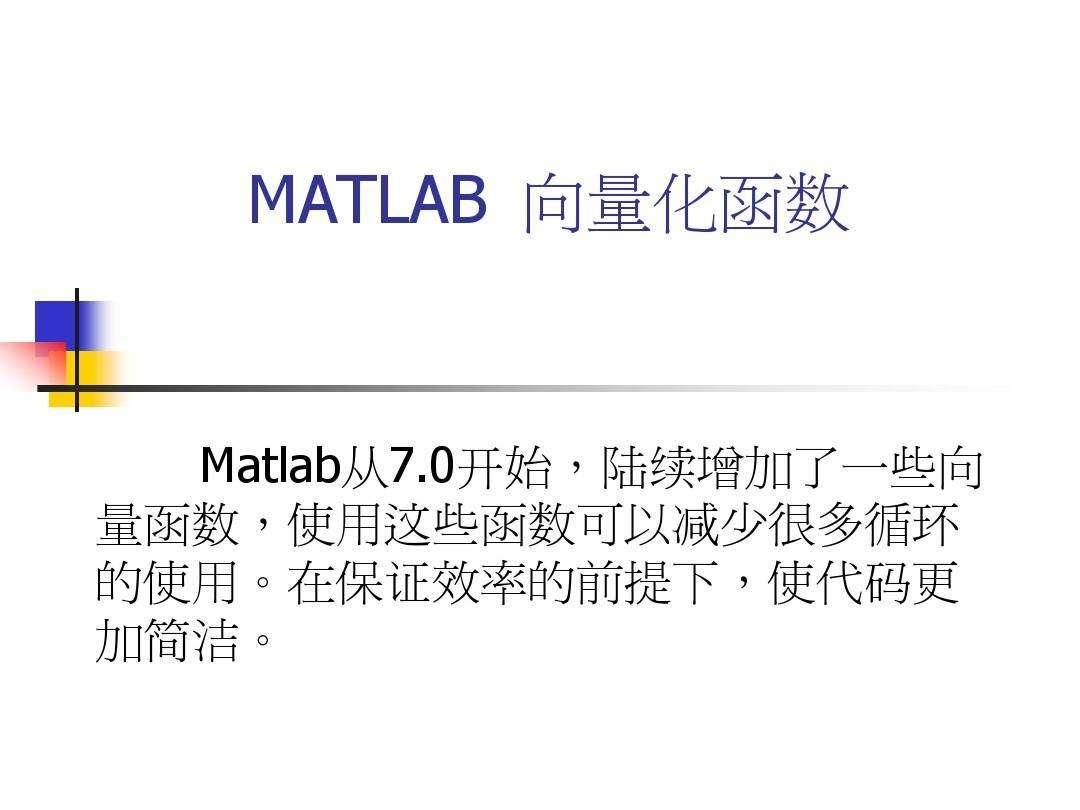 MATLAB 向量化函数
Matlab从7.0开始，陆续增加了一些向
量函数，使用这些函数可以减少很多循环
的使用。在保证效率的前提下，使代码更
加简洁。